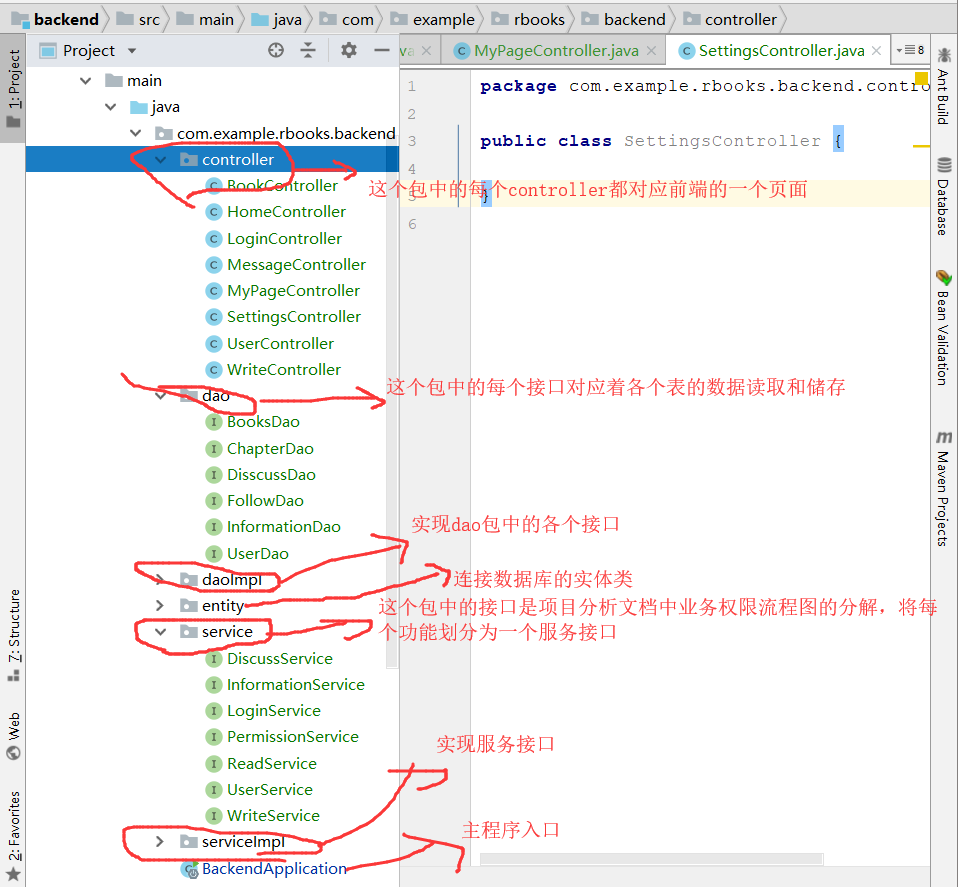 backend src main java com example rbooks backend controller
1: Project
Project
va
MyPageController.java
SettingsController.java
8
main
java
com.example.rbooks.backend
controller
BookController
HomeController
LoginController
MessageController
MyPageController
SettingsController
UserController
WriteController
dao
BooksDao
ChapterDao
DisscussDao
FollowDao
InformationDao
UserDao
daoImpl
entity
service
DiscussService
InformationService
LoginService
PermissionService
ReadService
UserService
WriteService
serviceImpl
BackendApplication
1 package com.example.rbooks.backend.contro
2
3 public class SettingsController {
4
5 }
6
这个包中的每个controller都对应前端的一个页面
这个包中的每个接口对应着各个表的数据读取和储存
实现dao包中的各个接口
连接数据库的实体类
这个包中的接口是项目分析文档中业务权限流程图的分解，将每
个功能划分为一个服务接口
实现服务接口
主程序入口
Ant Build
Database
Bean Validation
Maven Projects
7: Structure
Web
2: Favorites